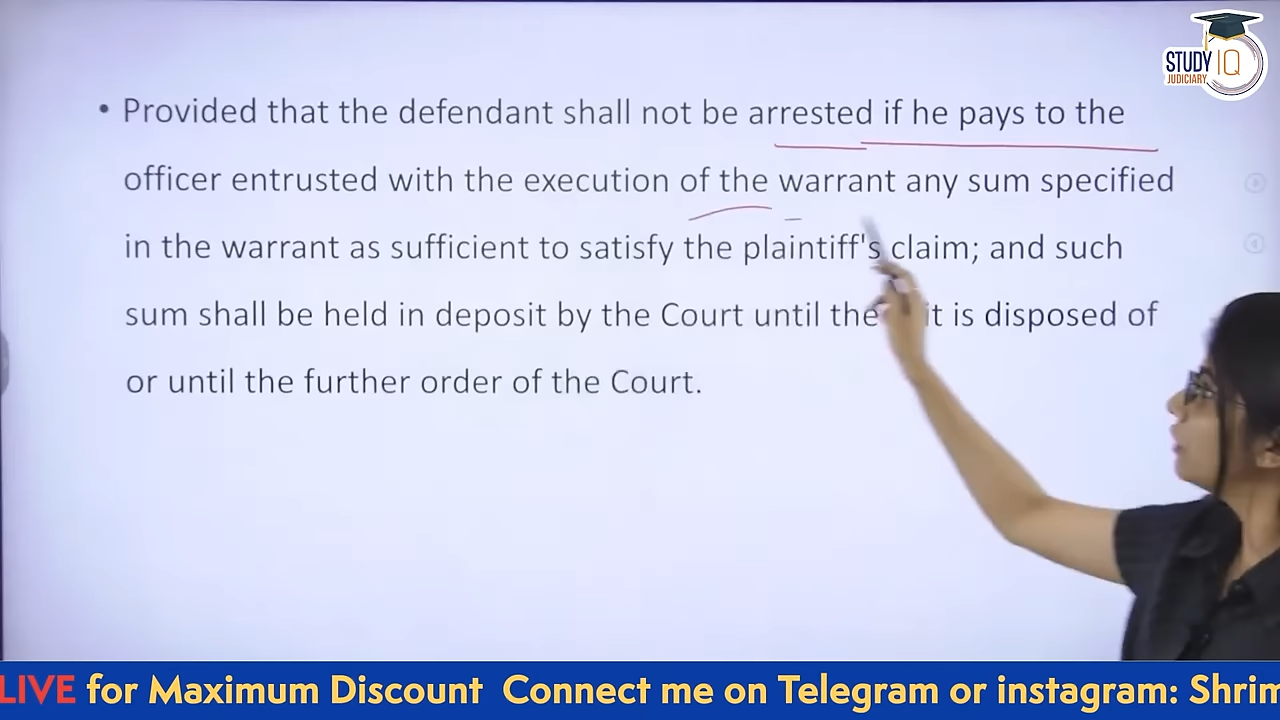 STUDY IQ
JUDICIARY
• Provided that the defendant shall not be arrested if he pays to the
officer entrusted with the execution of the warrant any sum specified
in the warrant as sufficient to satisfy the plaintiff's claim; and such
sum shall be held in deposit by the Court until the it is disposed of
or until the further order of the Court.
LIVE for Maximum Discount Connect me on Telegram or instagram: Shrim